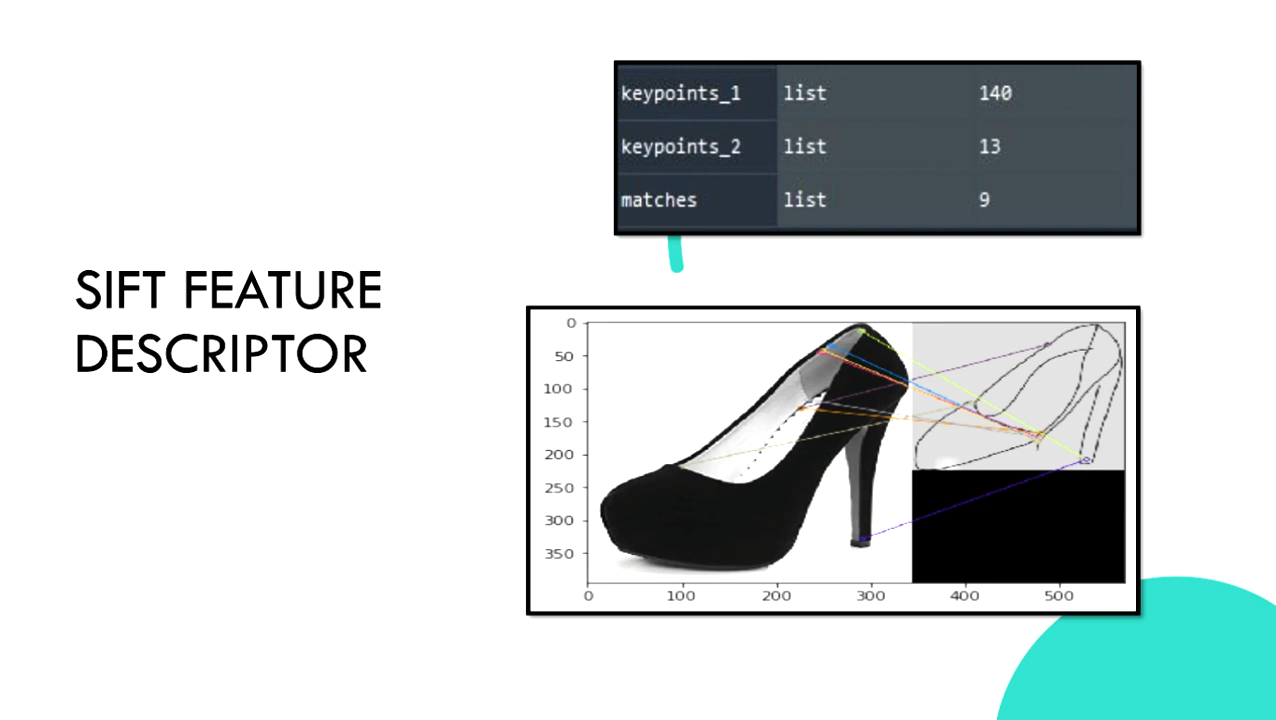 SIFT FEATURE
DESCRIPTOR
keypoints_1 list 140
keypoints_2 list 13
matches list 9
0
50
100
150
200
250
300
350
0 100 200 300 400 500